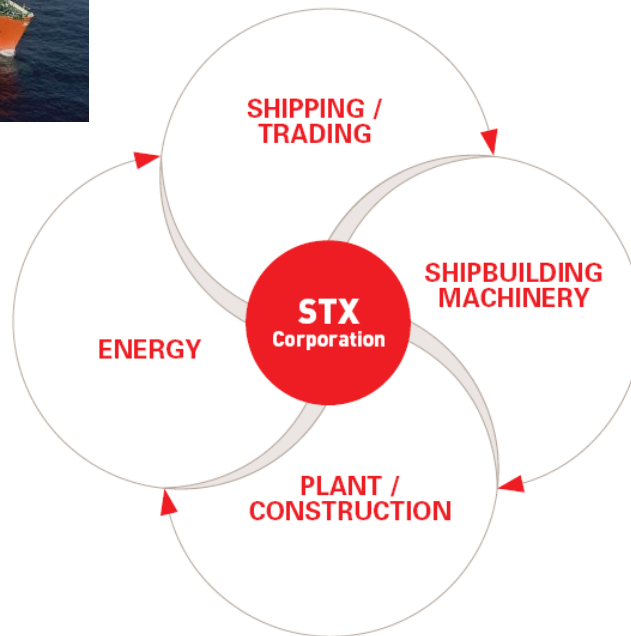 SHIPPING /
TRADING
SHIPBUILDING
MACHINERY
STX
Corporation
ENERGY
PLANT /
CONSTRUCTION